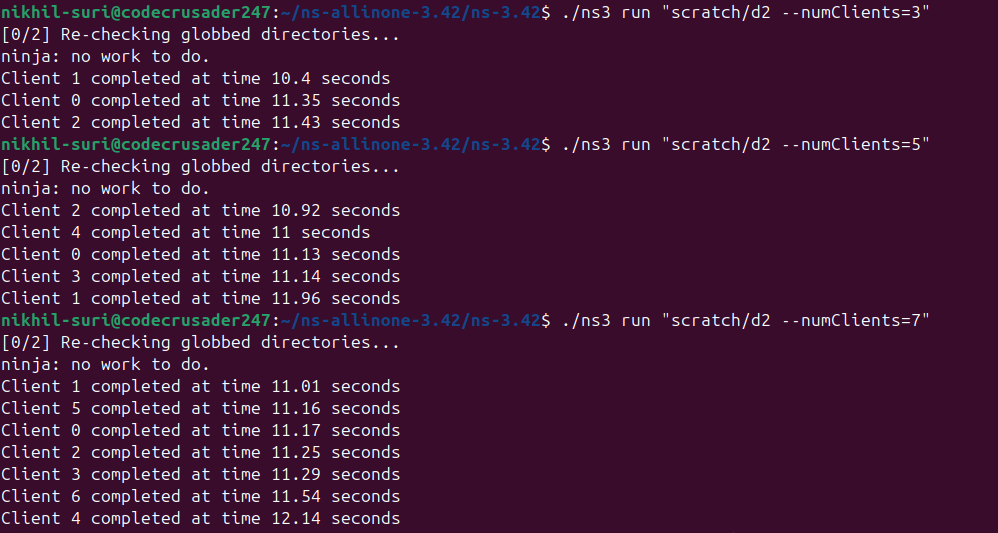 nikhil-suri@codecrusader247:~/ns-allinone-3.42/ns-3.42$ ./ns3 run "scratch/d2 --numClients=3"
[0/2] Re-checking globbed directories...
ninja: no work to do.
Client 1 completed at time 10.4 seconds
Client 0 completed at time 11.35 seconds
Client 2 completed at time 11.43 seconds
nikhil-suri@codecrusader247:~/ns-allinone-3.42/ns-3.42$ ./ns3 run "scratch/d2 --numClients=5"
[0/2] Re-checking globbed directories...
ninja: no work to do.
Client 2 completed at time 10.92 seconds
Client 4 completed at time 11 seconds
Client 0 completed at time 11.13 seconds
Client 3 completed at time 11.14 seconds
Client 1 completed at time 11.96 seconds
nikhil-suri@codecrusader247:~/ns-allinone-3.42/ns-3.42$ ./ns3 run "scratch/d2 --numClients=7"
[0/2] Re-checking globbed directories...
ninja: no work to do.
Client 1 completed at time 11.01 seconds
Client 5 completed at time 11.16 seconds
Client 0 completed at time 11.17 seconds
Client 2 completed at time 11.25 seconds
Client 3 completed at time 11.29 seconds
Client 6 completed at time 11.54 seconds
Client 4 completed at time 12.14 seconds